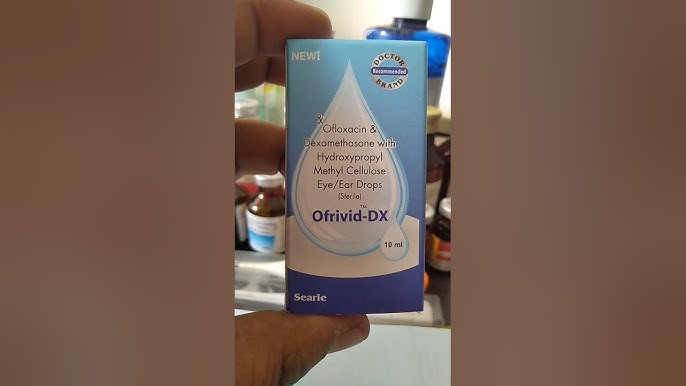 NEW!
DOCTOR
Recommended
BRAND
&
Ofloxacin &
Dexamethasone with
Hydroxypropyl
Methyl Cellulose
Eye/Ear Drops
(Sterile)
Ofrivid-DX™
10 ml
Searle